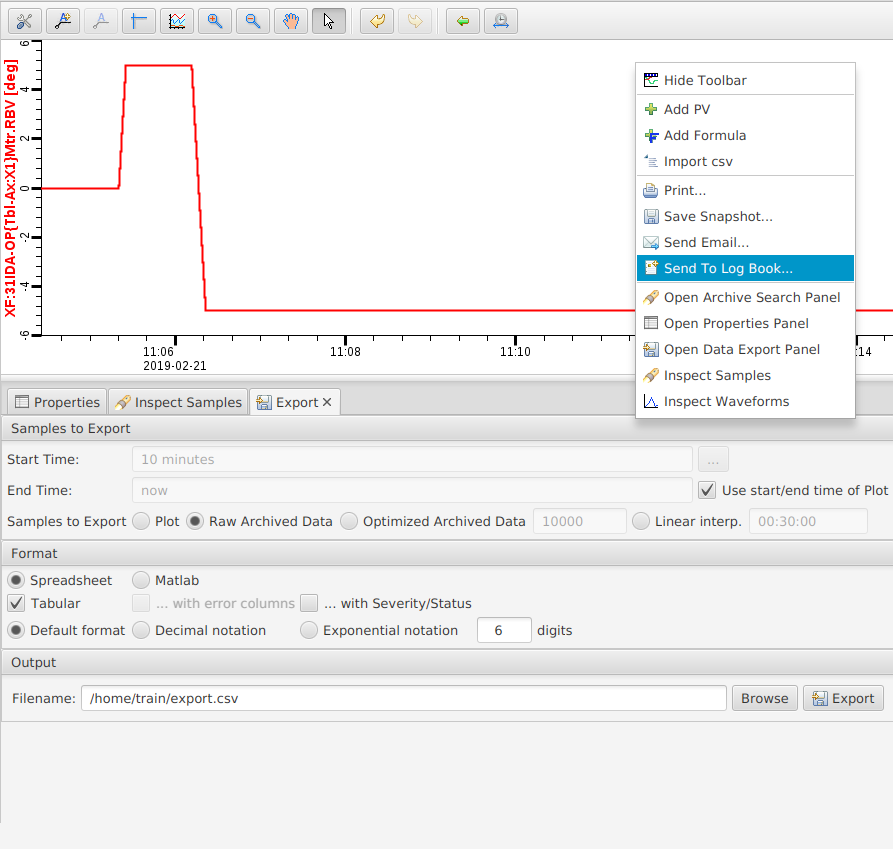 6
4
2
0
-2
-4
-6
XF:31IDA-OP{Tbl-Ax:X1}Mtr.RBV [deg]
11:06
2019-02-21
11:08
11:10
:14
Hide Toolbar
Add PV
Add Formula
Import csv
Print...
Save Snapshot...
Send Email...
Send To Log Book...
Open Archive Search Panel
Open Properties Panel
Open Data Export Panel
Inspect Samples
Inspect Waveforms
Properties Inspect Samples Export
Samples to Export
Start Time: 10 minutes ...
End Time: now Use start/end time of Plot
Samples to Export Plot Raw Archived Data Optimized Archived Data 10000 Linear interp. 00:30:00
Format
Spreadsheet Matlab
Tabular ... with error columns ... with Severity/Status
Default format Decimal notation Exponential notation 6 digits
Output
Filename: /home/train/export.csv Browse Export